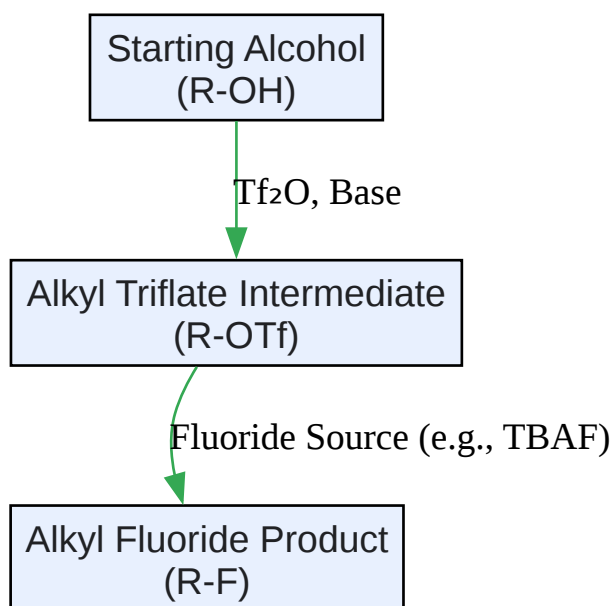 Starting Alcohol
(R-OH)
Tf₂O, Base
Alkyl Triflate Intermediate
(R-OTf)
Fluoride Source (e.g., TBAF)
Alkyl Fluoride Product
(R-F)